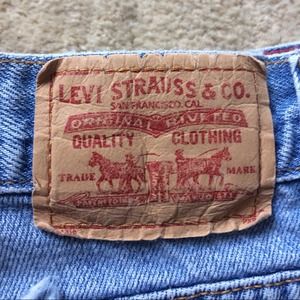 LEVI STRAUSS & CO.
SAN FRANCISCO, CAL.
ORIGINAL RIVETED
QUALITY CLOTHING
TRADE MARK